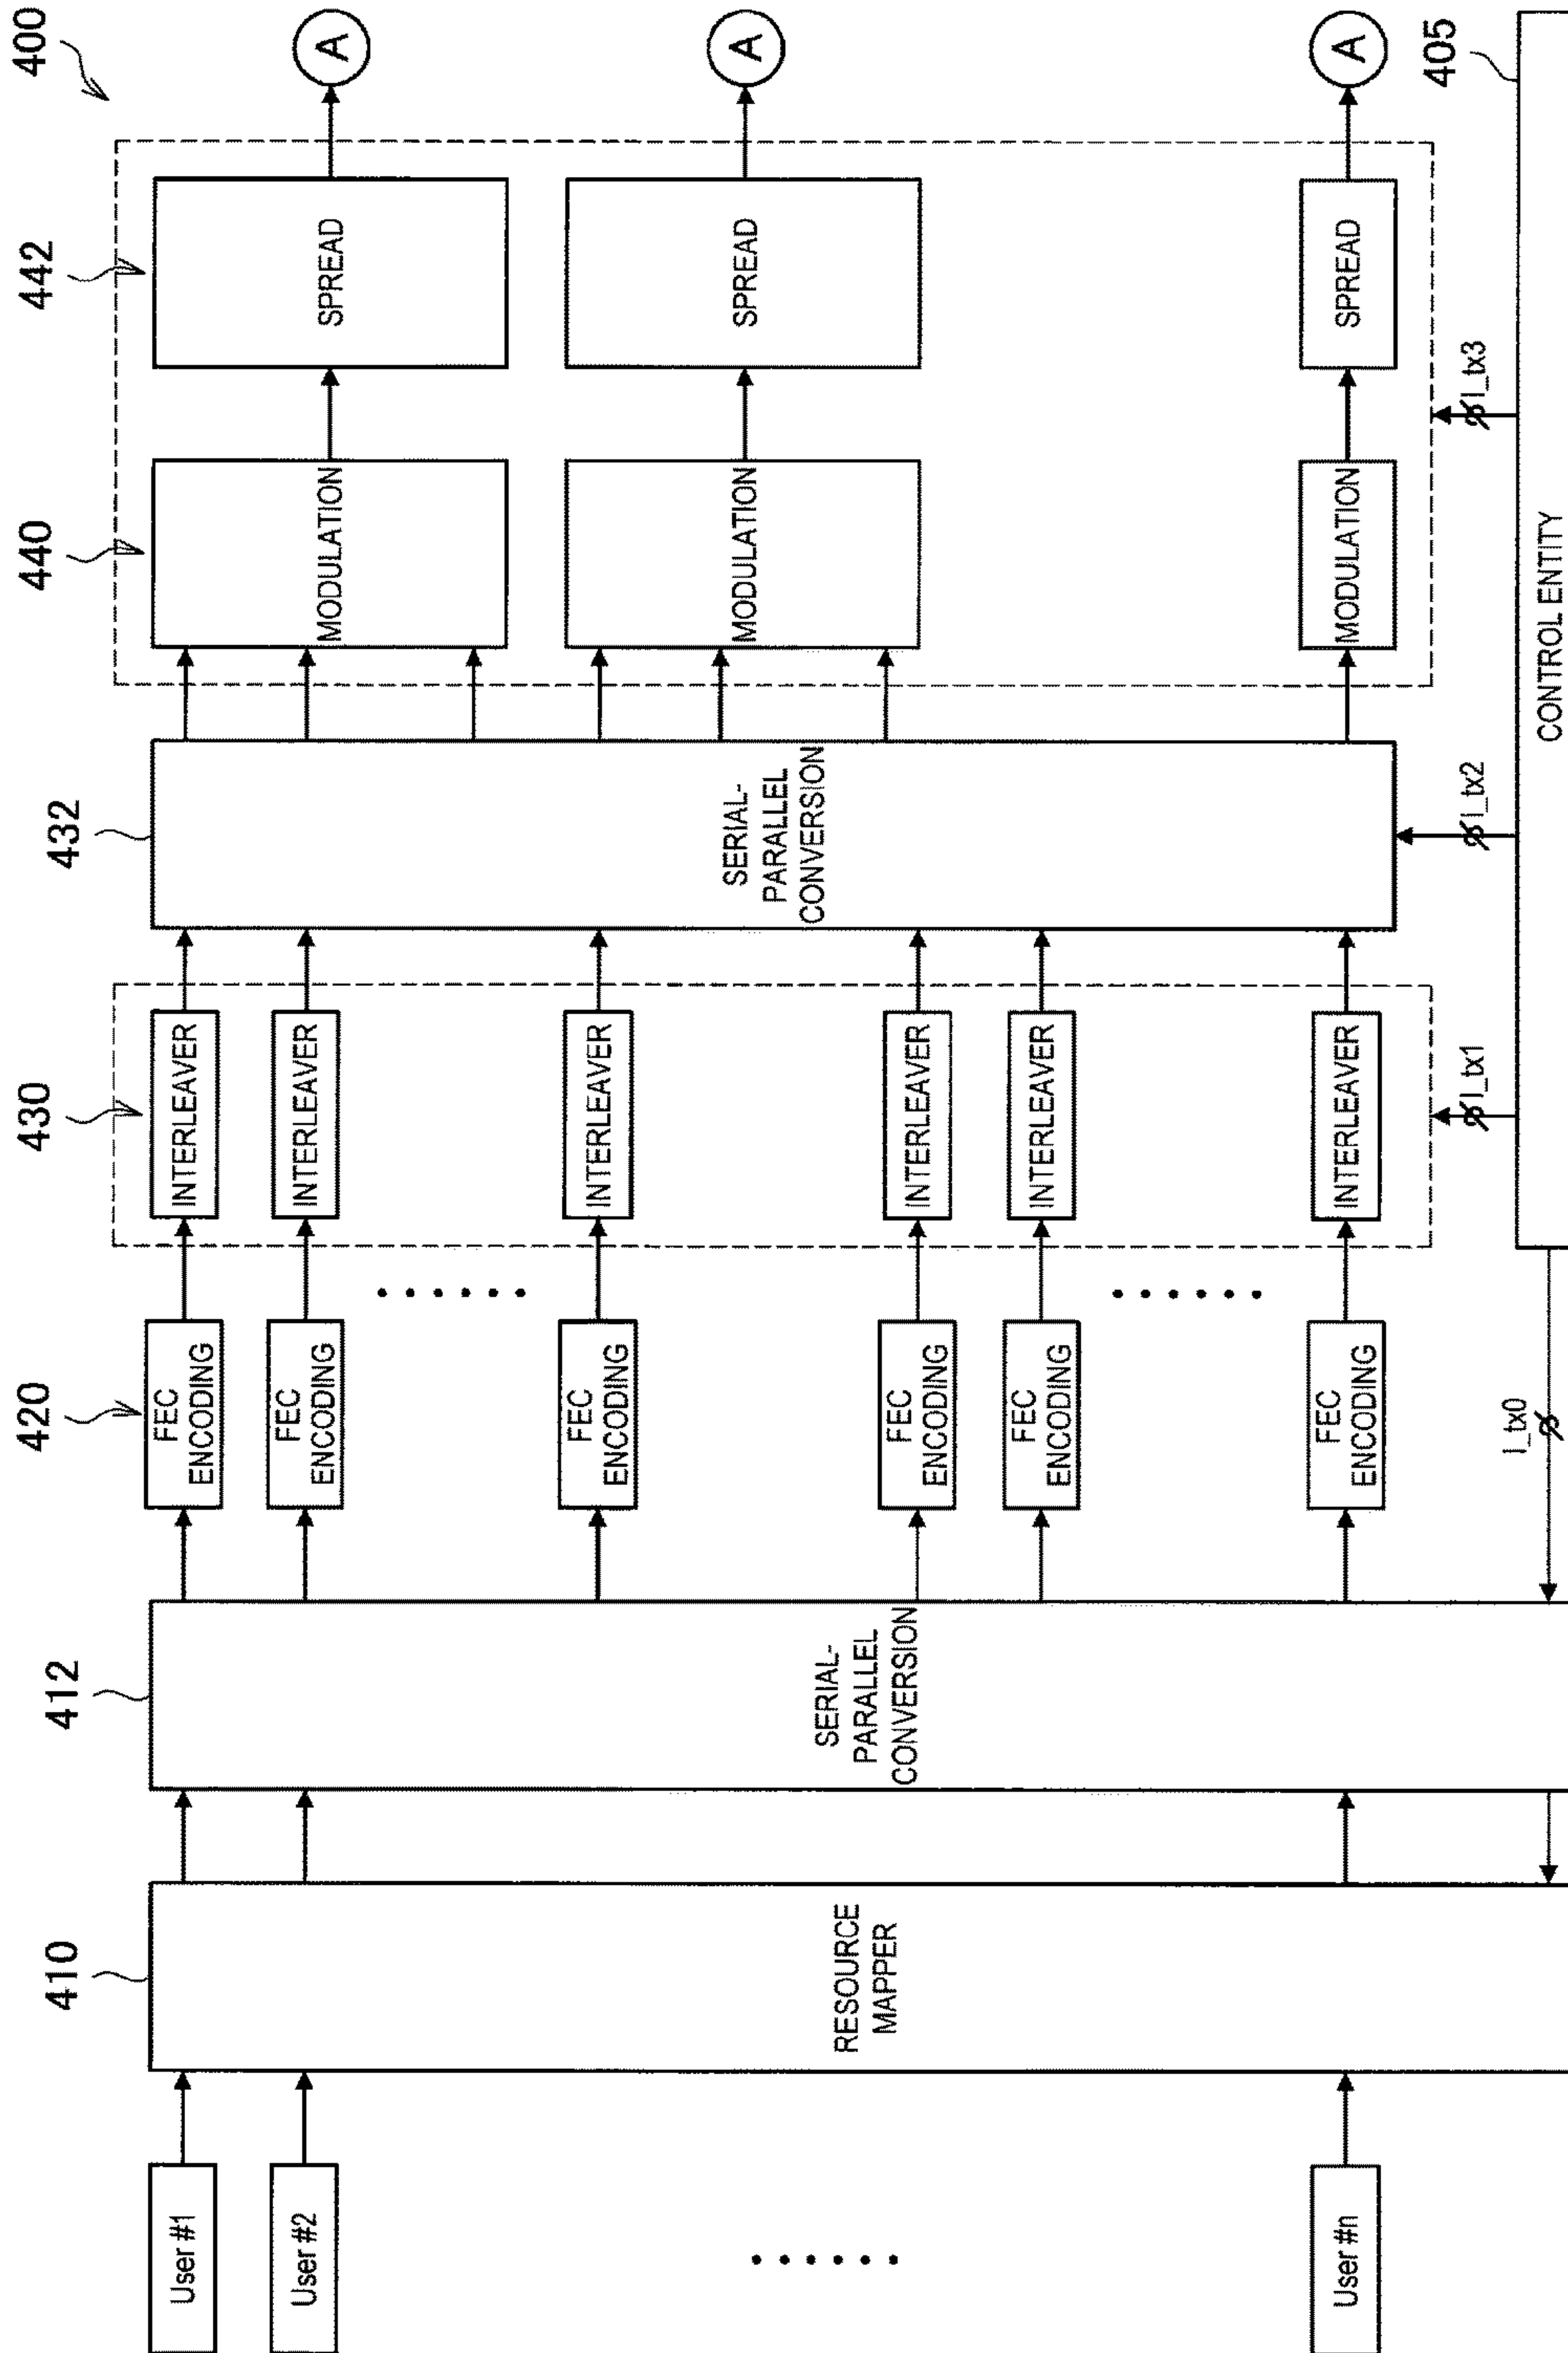 400
410
412
420
430
432
440
442
405
User #1
User #2
User #n
RESOURCE
MAPPER
SERIAL-
PARALLEL
CONVERSION
FEC
ENCODING
FEC
ENCODING
FEC
ENCODING
FEC
ENCODING
FEC
ENCODING
FEC
ENCODING
INTERLEAVER
INTERLEAVER
INTERLEAVER
INTERLEAVER
INTERLEAVER
INTERLEAVER
SERIAL-
PARALLEL
CONVERSION
MODULATION
MODULATION
MODULATION
SPREAD
SPREAD
SPREAD
A
A
A
I_tx0
I_tx1
I_tx2
I_tx3
CONTROL ENTITY